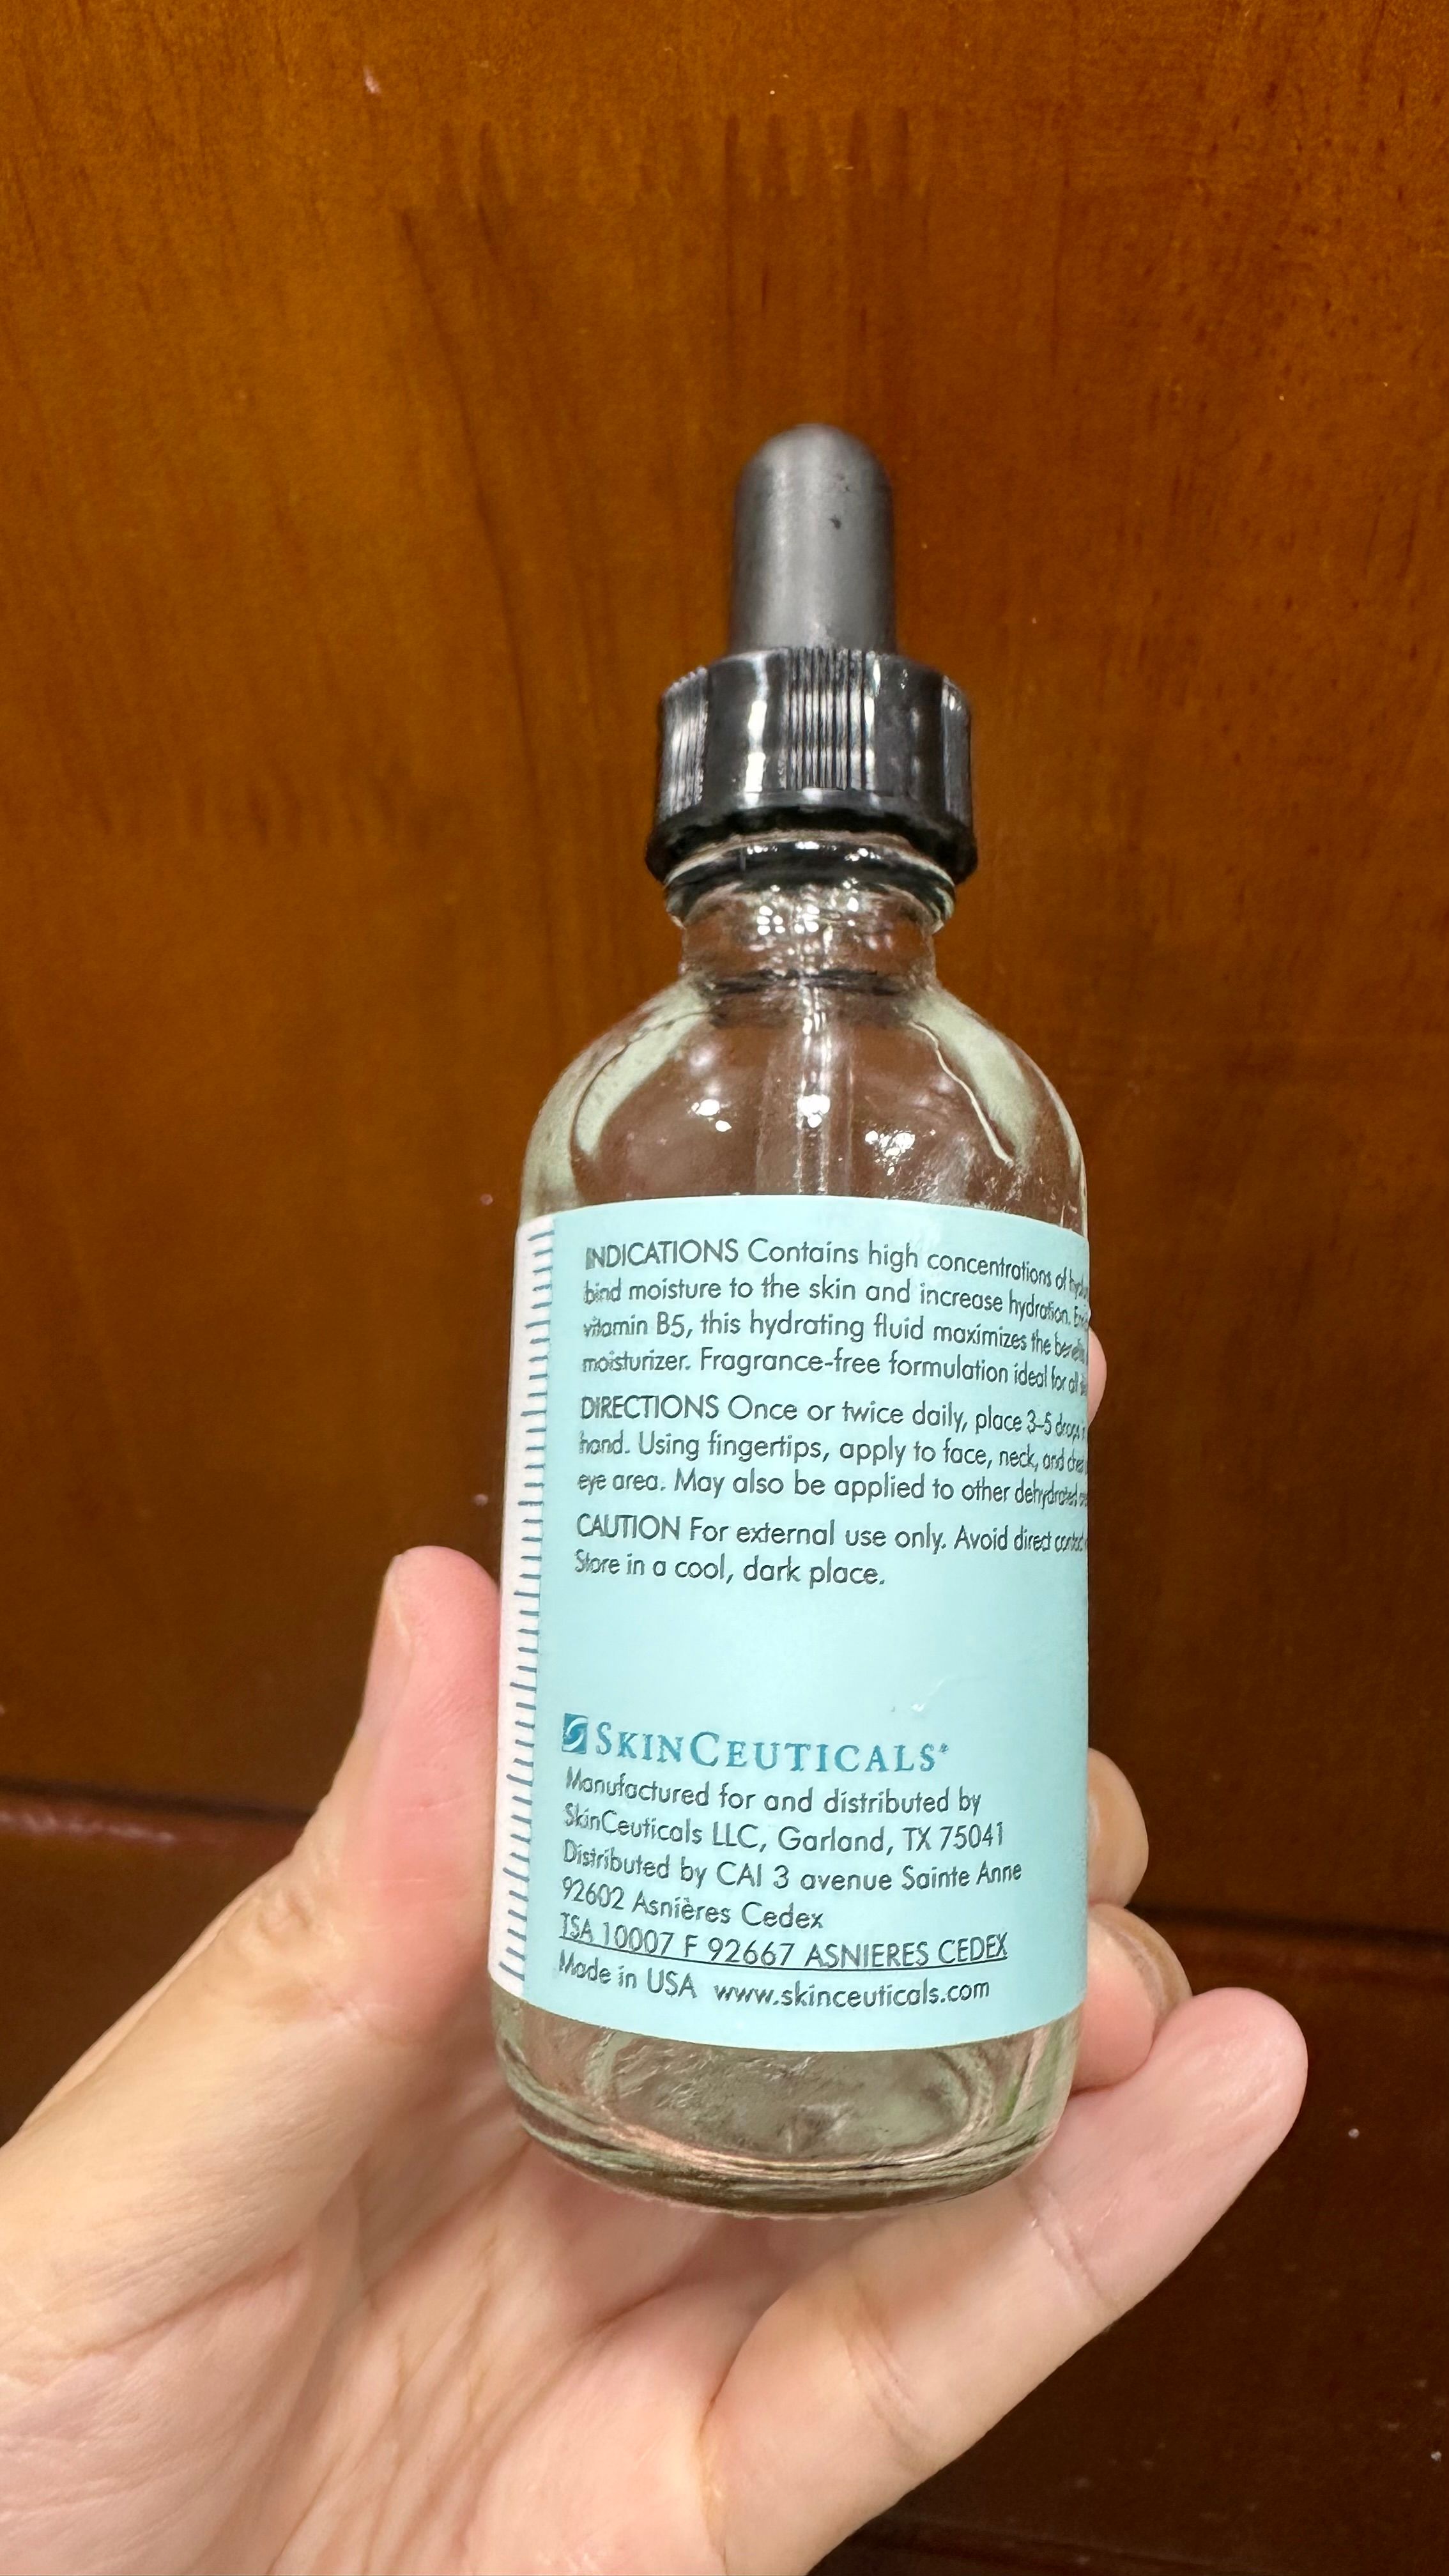 INDICATIONS Contains high concentrations of
bind moisture to the skin and increase hydration.
vitamin B5, this hydrating fluid maximizes the
moisturizer. Fragrance-free formulation ideal for all
DIRECTIONS Once or twice daily, place 3-5 drops
hand. Using fingertips, apply to face, neck, and
eye area. May also be applied to other dehydrated
CAUTION For external use only. Avoid direct
Store in a cool, dark place.
SKINCEUTICALS
Manufactured for and distributed by
SkinCeuticals LLC, Garland, TX 75041
Distributed by CAI 3 avenue Sainte Anne
92602 Asnières Cedex
TSA 10007 F 92667 ASNIERES CEDEX
Made in USA www.skinceuticals.com